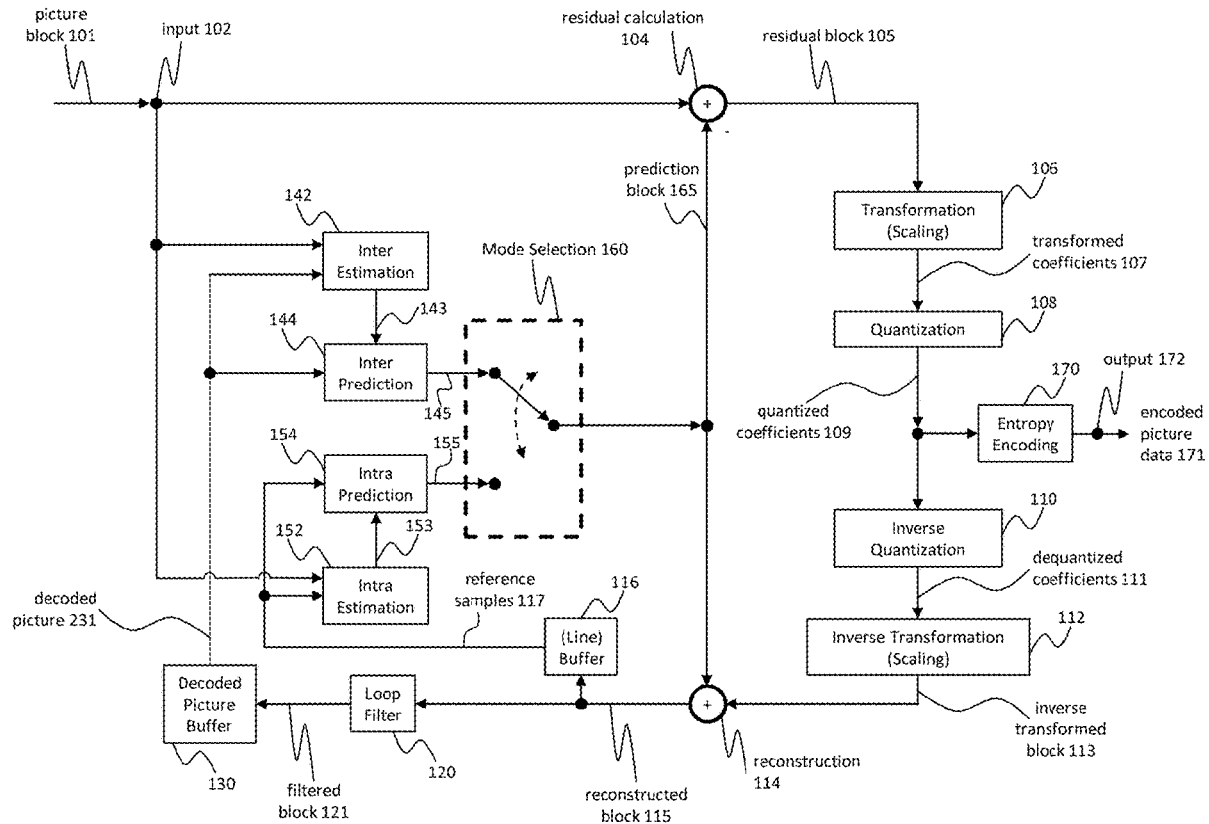 picture
block 101
input 102
residual calculation
104
residual block 105
+
prediction
block 165
106
Transformation
(Scaling)
transformed
coefficients 107
142
Inter
Estimation
Mode Selection 160
143
144
Inter
Prediction
145
108
Quantization
quantized
coefficients 109
170
Entropy
Encoding
output 172
encoded
picture
data 171
154
Intra
Prediction
155
153
152
Intra
Estimation
110
Inverse
Quantization
dequantized
coefficients 111
decoded
picture 231
reference
samples 117
116
(Line)
Buffer
112
Inverse Transformation
(Scaling)
Decoded
Picture
Buffer
130
Loop
Filter
120
filtered
block 121
reconstructed
block 115
+
reconstruction
114
inverse
transformed
block 113